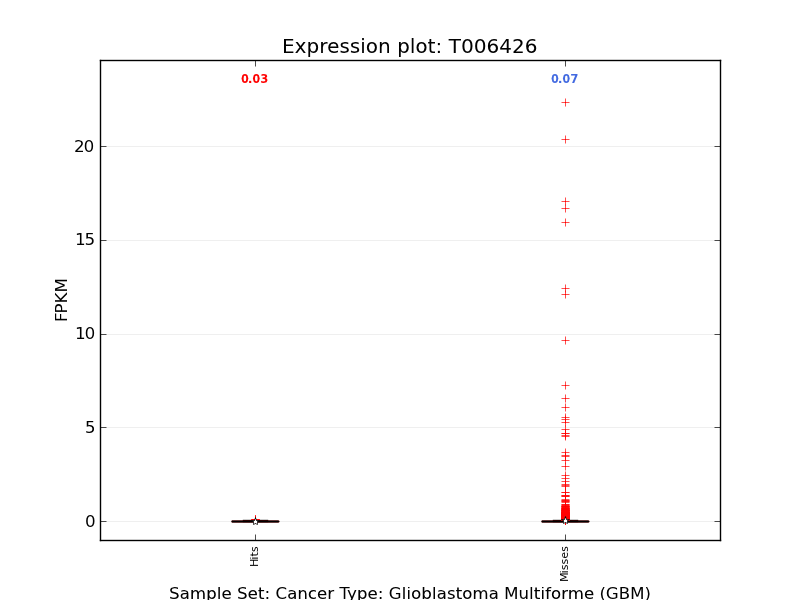 Expression plot: T006426
0.03 0.07
20
15
10
5
0
FPKM
Hits Misses
Sample Set: Cancer Type: Glioblastoma Multiforme (GBM)